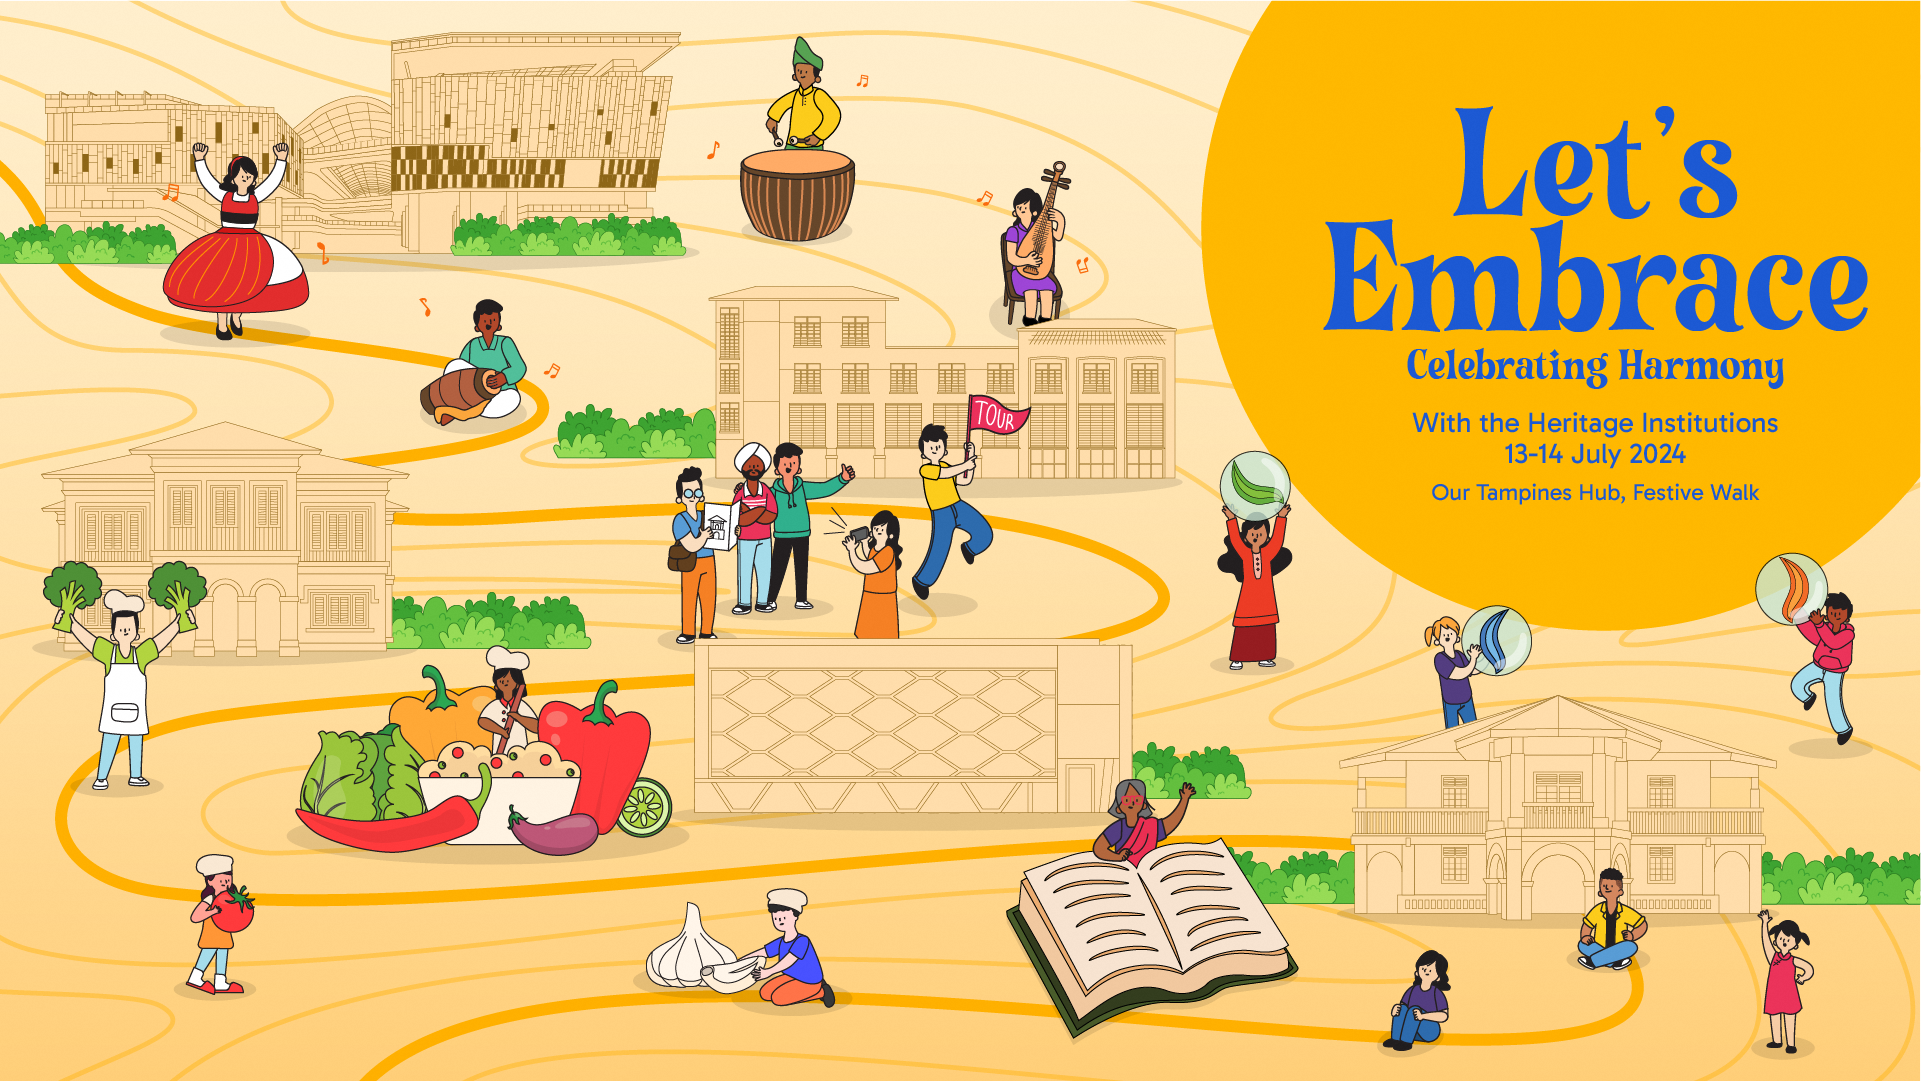 Let's
Embrace
Celebrating Harmony
With the Heritage Institutions
13-14 July 2024
Our Tampines Hub, Festive Walk
TOUR